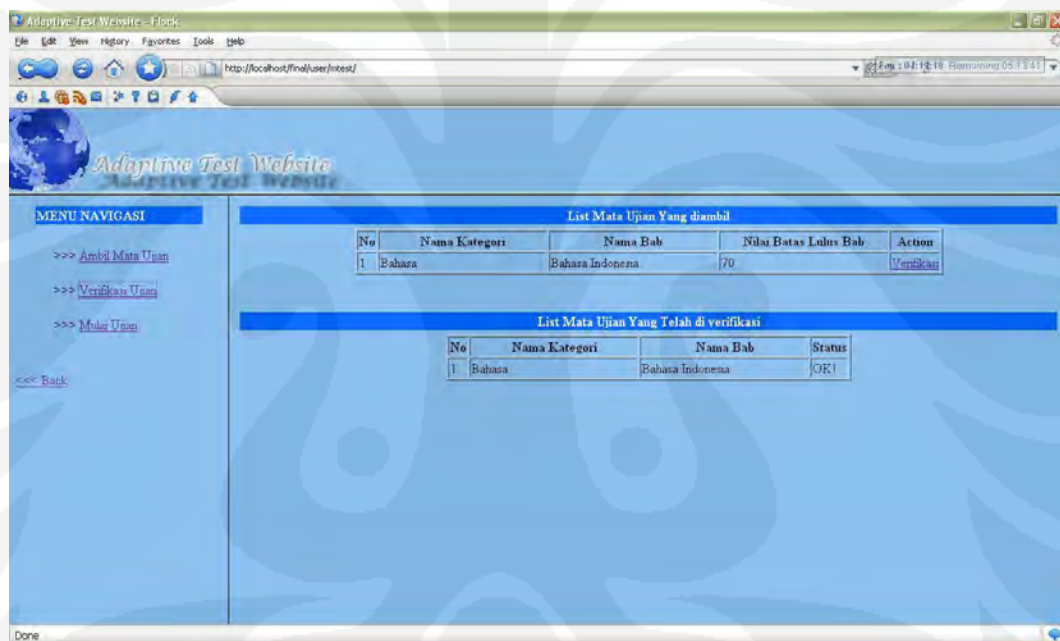 Adaptive Test Website - Flock
File Edit View History Favorites Tools Help
http://localhost/final/user/mtest/
Adaptive Test Website
MENU NAVIGASI
>>> Ambil Mata Ujian
>>> Verifikasi Ujian
>>> Mulai Ujian
<<< Back
List Mata Ujian Yang diambil
No Nama Kategori Nama Bab Nilai Batas Lulus Bab Action
1 Bahasa Bahasa Indonesia 70 Verifikasi
List Mata Ujian Yang Telah di verifikasi
No Nama Kategori Nama Bab Status
1 Bahasa Bahasa Indonesia OK!
Done